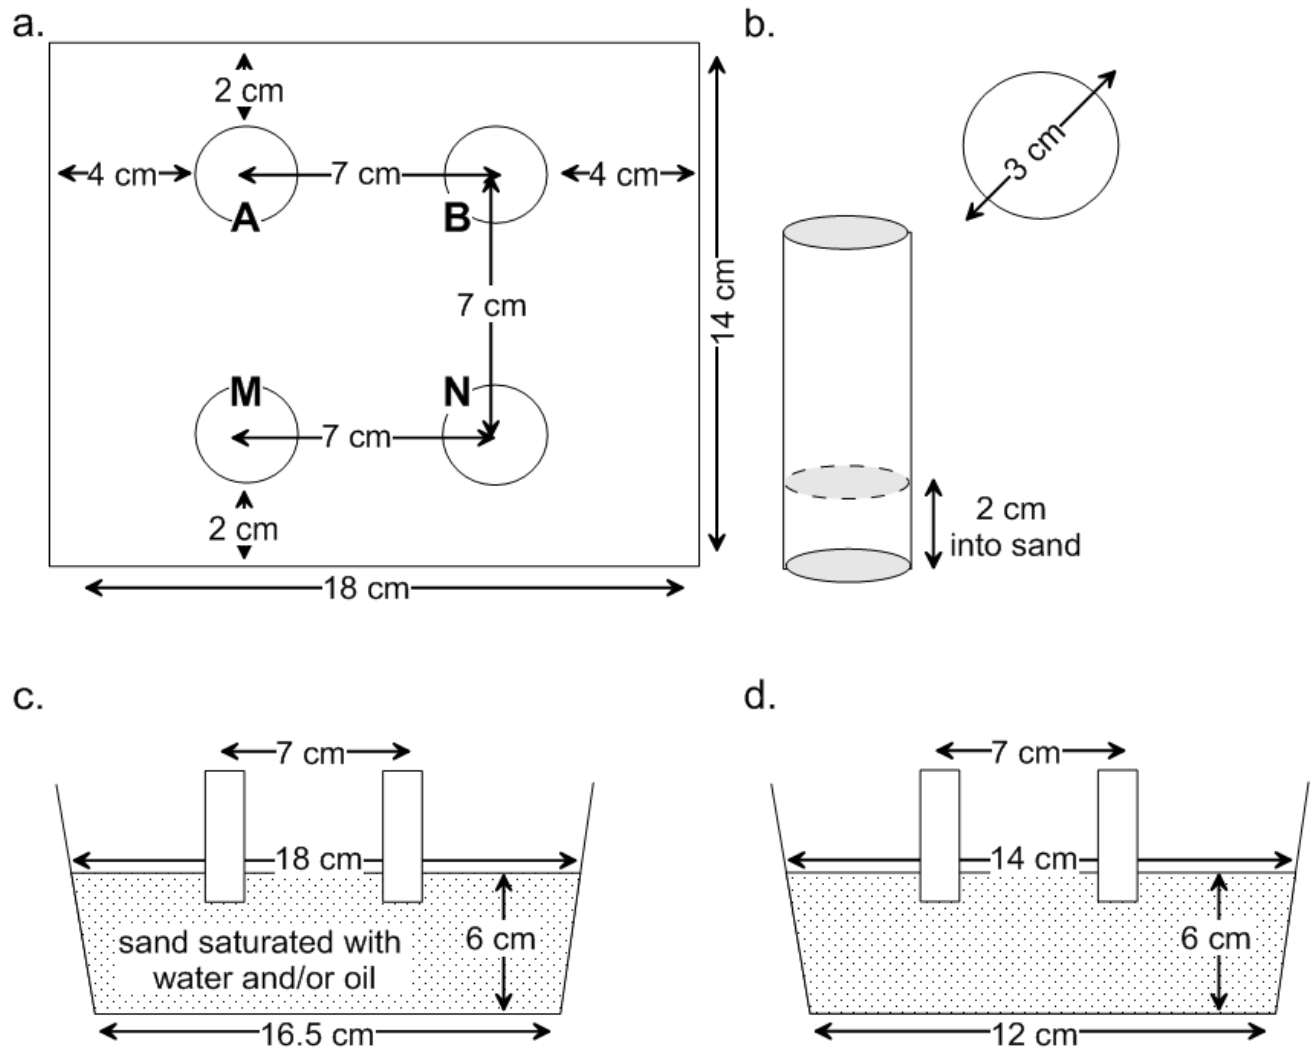 a.
2 cm
4 cm
7 cm
4 cm
A
B
7 cm
14 cm
M
N
7 cm
2 cm
18 cm
b.
3 cm
2 cm
into sand
c.
7 cm
18 cm
sand saturated with
water and/or oil
6 cm
16.5 cm
d.
7 cm
14 cm
6 cm
12 cm